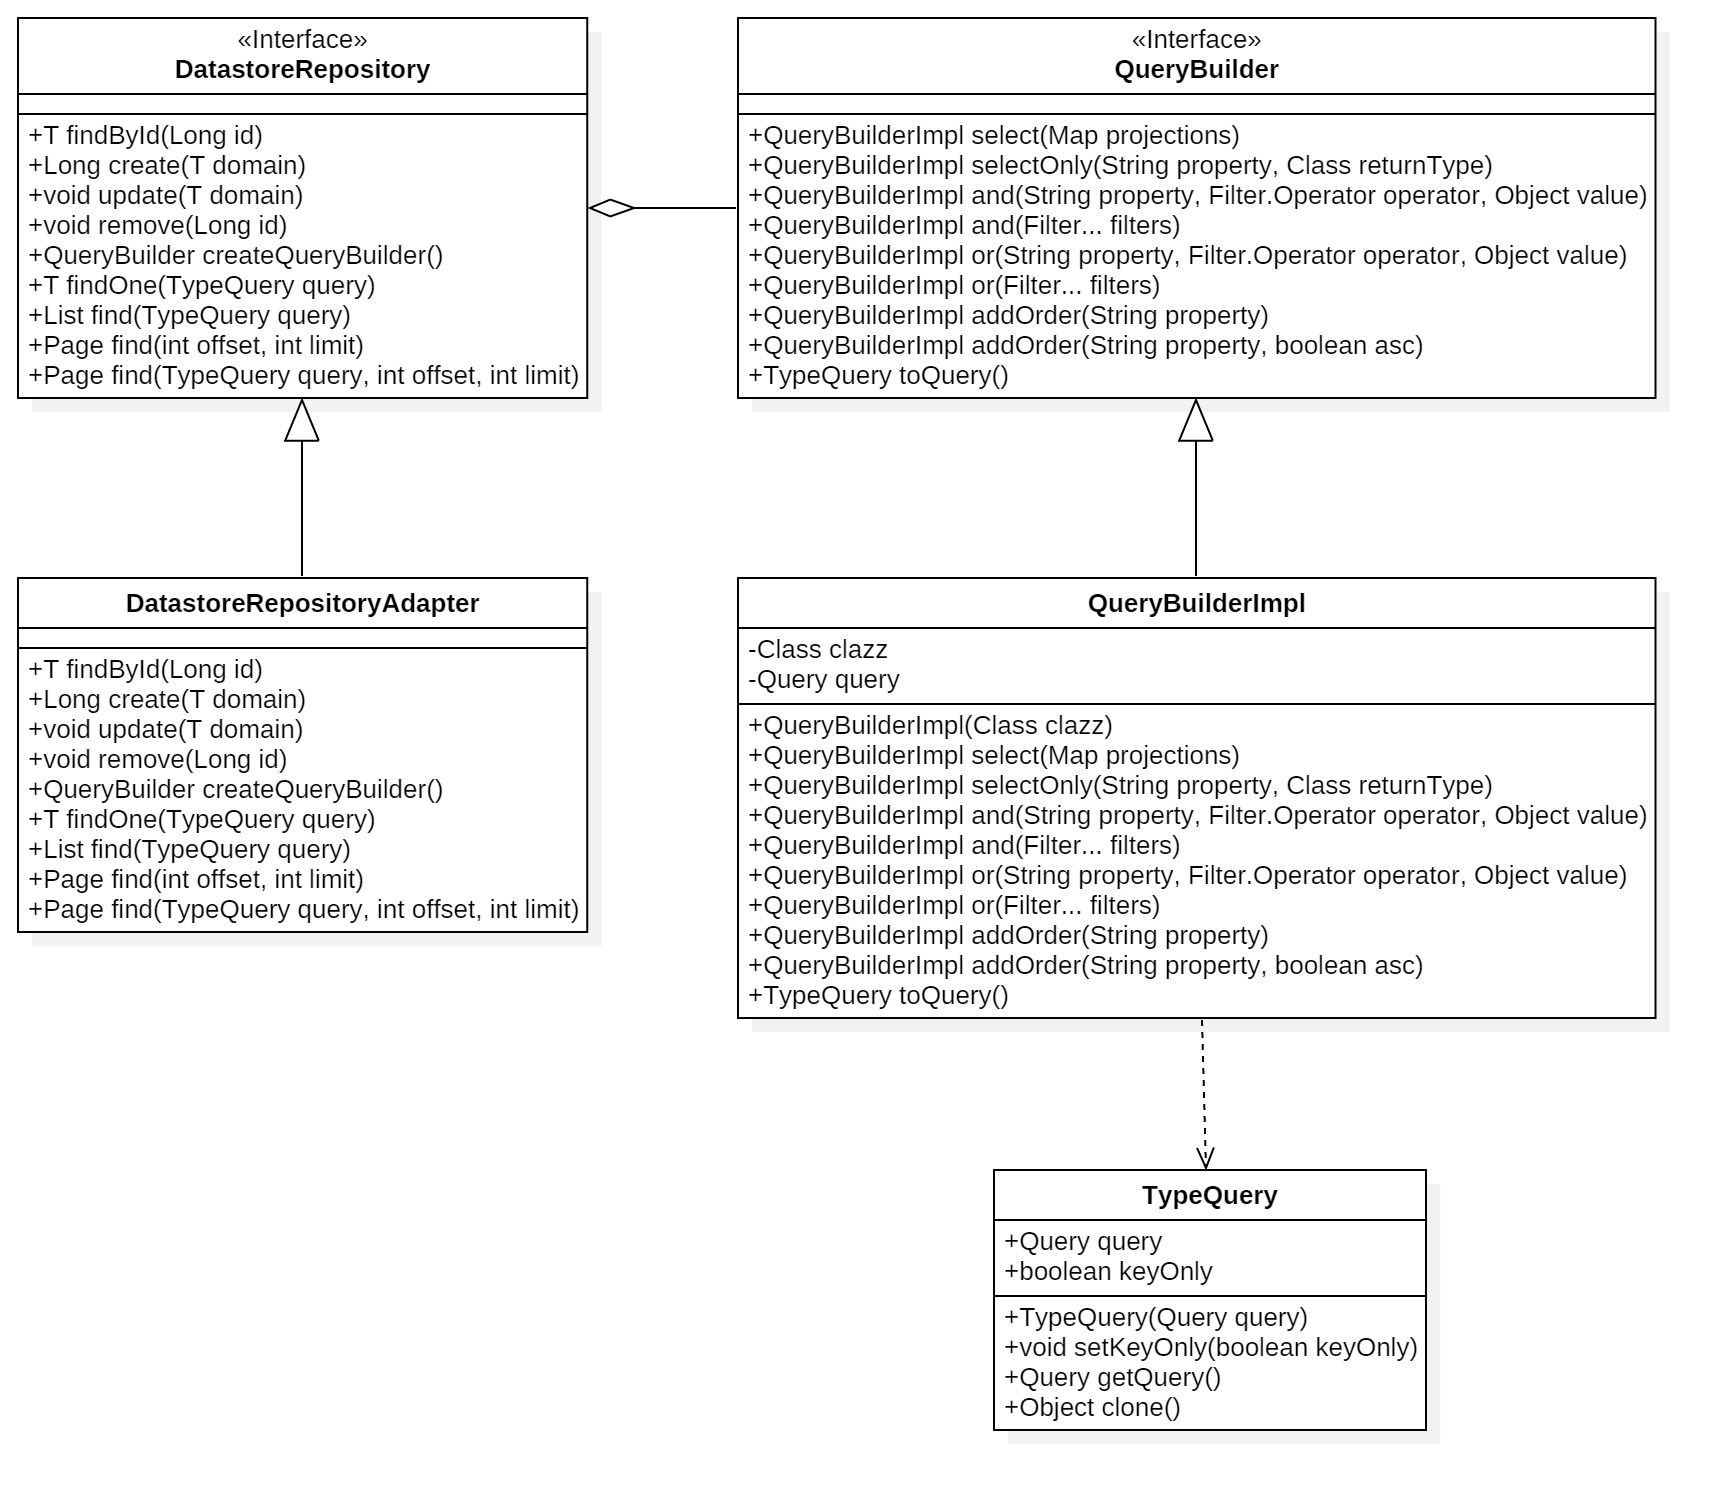 «Interface»
DatastoreRepository
+T findById(Long id)
+Long create(T domain)
+void update(T domain)
+void remove(Long id)
+QueryBuilder createQueryBuilder()
+T findOne(TypeQuery query)
+List find(TypeQuery query)
+Page find(int offset, int limit)
+Page find(TypeQuery query, int offset, int limit)
«Interface»
QueryBuilder
+QueryBuilderImpl select(Map projections)
+QueryBuilderImpl selectOnly(String property, Class returnType)
+QueryBuilderImpl and(String property, Filter.Operator operator, Object value)
+QueryBuilderImpl and(Filter... filters)
+QueryBuilderImpl or(String property, Filter.Operator operator, Object value)
+QueryBuilderImpl or(Filter... filters)
+QueryBuilderImpl addOrder(String property)
+QueryBuilderImpl addOrder(String property, boolean asc)
+TypeQuery toQuery()
DatastoreRepositoryAdapter
+T findById(Long id)
+Long create(T domain)
+void update(T domain)
+void remove(Long id)
+QueryBuilder createQueryBuilder()
+T findOne(TypeQuery query)
+List find(TypeQuery query)
+Page find(int offset, int limit)
+Page find(TypeQuery query, int offset, int limit)
QueryBuilderImpl
-Class clazz
-Query query
+QueryBuilderImpl(Class clazz)
+QueryBuilderImpl select(Map projections)
+QueryBuilderImpl selectOnly(String property, Class returnType)
+QueryBuilderImpl and(String property, Filter.Operator operator, Object value)
+QueryBuilderImpl and(Filter... filters)
+QueryBuilderImpl or(String property, Filter.Operator operator, Object value)
+QueryBuilderImpl or(Filter... filters)
+QueryBuilderImpl addOrder(String property)
+QueryBuilderImpl addOrder(String property, boolean asc)
+TypeQuery toQuery()
TypeQuery
+Query query
+boolean keyOnly
+TypeQuery(Query query)
+void setKeyOnly(boolean keyOnly)
+Query getQuery()
+Object clone()